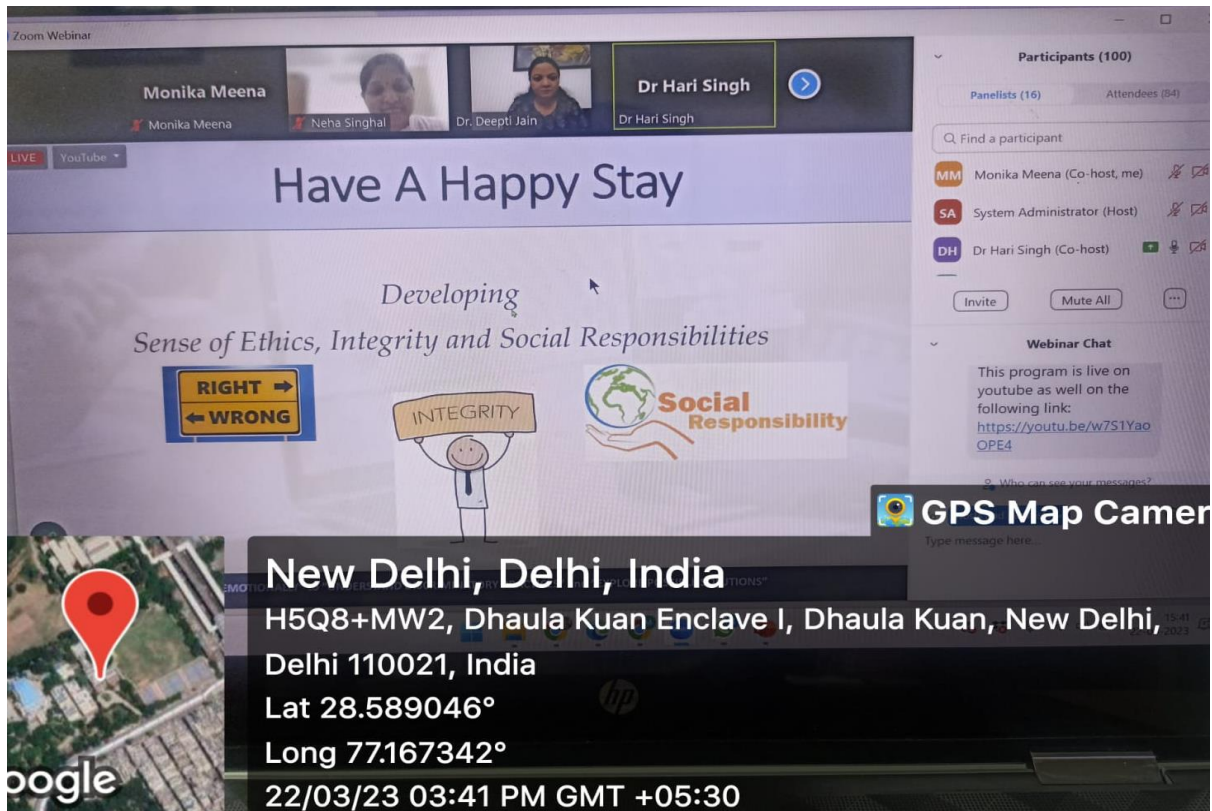 Zoom Webinar
Monika Meena
Monika Meena
Neha Singhal
Dr. Deepti Jain
Dr Hari Singh
Dr Hari Singh
LIVE
YouTube
Have A Happy Stay
Developing
Sense of Ethics, Integrity and Social Responsibilities
RIGHT
WRONG
INTEGRITY
Social
Responsibility
Participants (100)
Panelists (16)
Attendees (84)
Find a participant
MM Monika Meena (Co-host, me)
SA System Administrator (Host)
DH Dr Hari Singh (Co-host)
Invite
Mute All
Webinar Chat
This program is live on
youtube as well on the
following link:
https://youtu.be/w7S1Yao
OPE4
Who can see your messages?
Type message here...
GPS Map Camer
15:41
hp
New Delhi, Delhi, India
H5Q8+MW2, Dhaula Kuan Enclave I, Dhaula Kuan, New Delhi,
Delhi 110021, India
Lat 28.589046°
Long 77.167342°
22/03/23 03:41 PM GMT +05:30
oogle